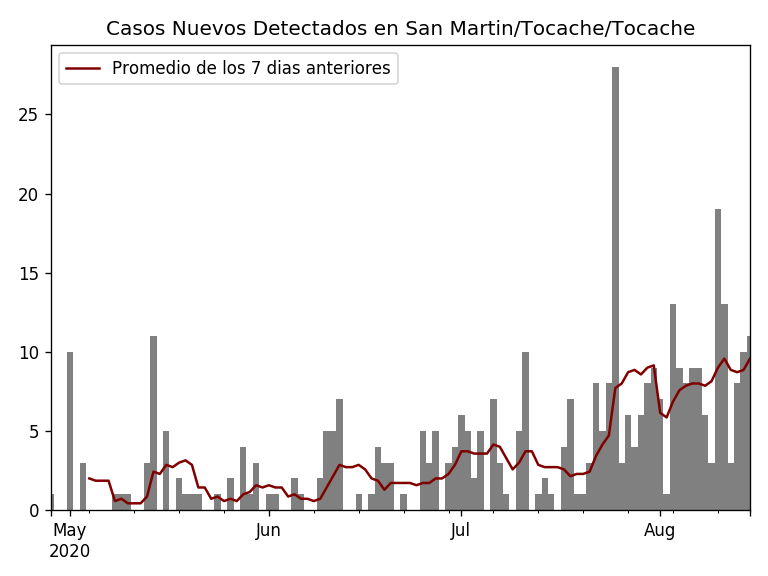 Casos Nuevos Detectados en San Martin/Tocache/Tocache
Promedio de los 7 dias anteriores
25
20
15
10
5
0
May Jun Jul Aug
2020